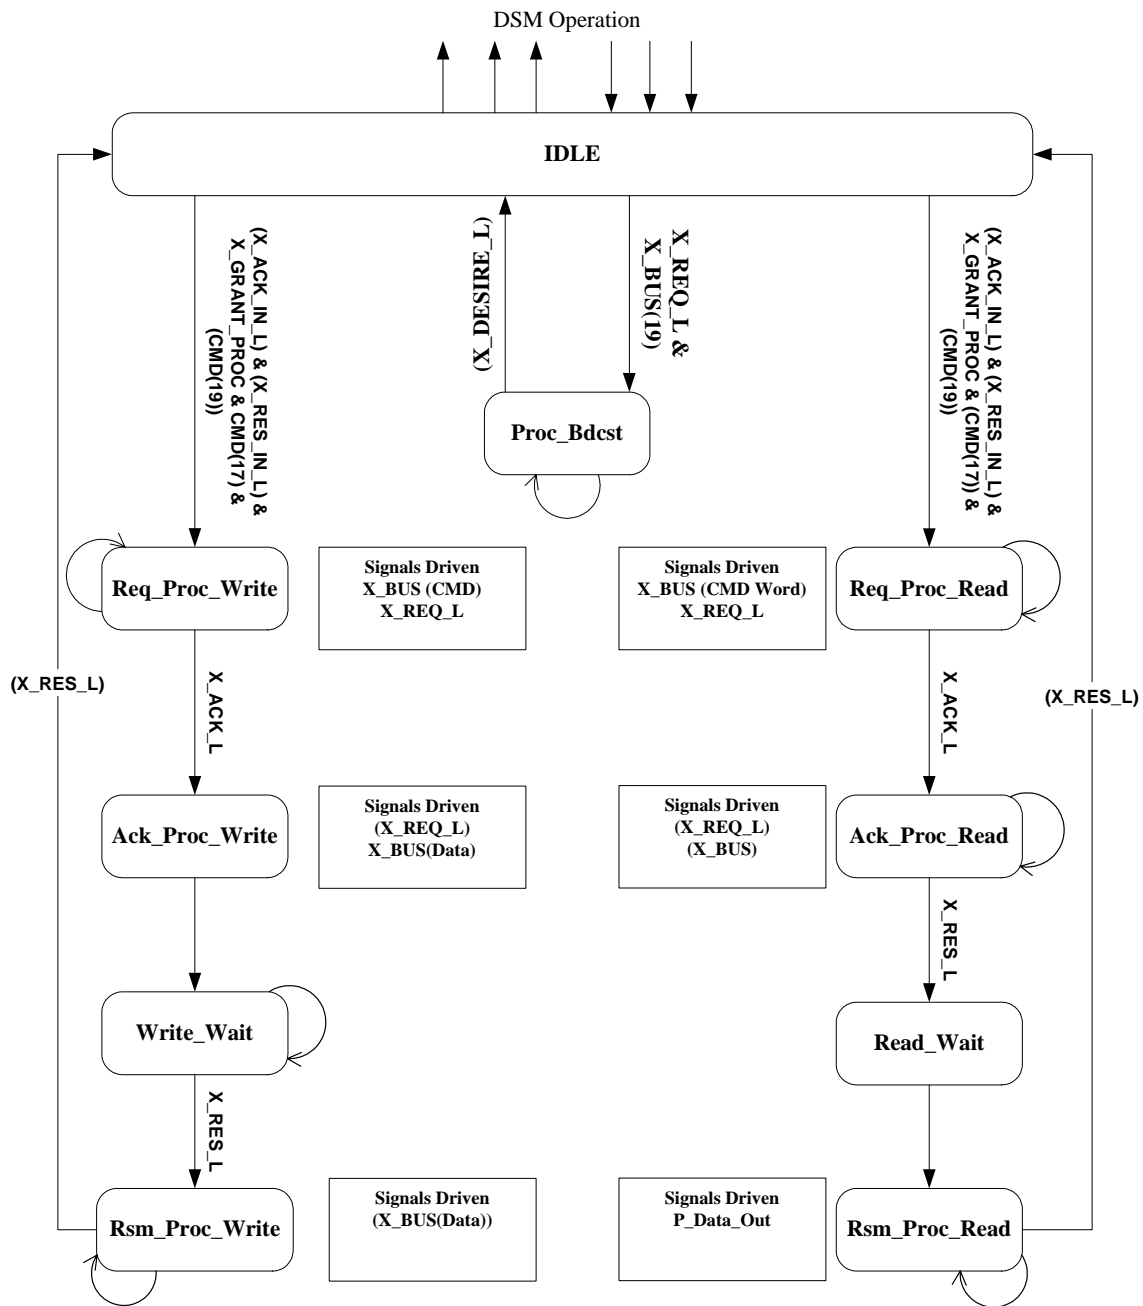 DSM Operation
IDLE
(X_ACK_IN_L) & (X_RES_IN_L) &
X_GRANT_PROC & CMD(17) &
(CMD(19))
(X_DESIRE_L)
X_REQ_L &
X_BUS(19)
(X_ACK_IN_L) & (X_RES_IN_L) &
X_GRANT_PROC & (CMD(17)) &
(CMD(19))
Proc_Bdcst
Req_Proc_Write
Signals Driven
X_BUS (CMD)
X_REQ_L
Signals Driven
X_BUS (CMD Word)
X_REQ_L
Req_Proc_Read
(X_RES_L)
X_ACK_L
X_ACK_L
(X_RES_L)
Ack_Proc_Write
Signals Driven
(X_REQ_L)
X_BUS(Data)
Signals Driven
(X_REQ_L)
(X_BUS)
Ack_Proc_Read
X_RES_L
Write_Wait
Read_Wait
X_RES_L
Rsm_Proc_Write
Signals Driven
(X_BUS(Data))
Signals Driven
P_Data_Out
Rsm_Proc_Read